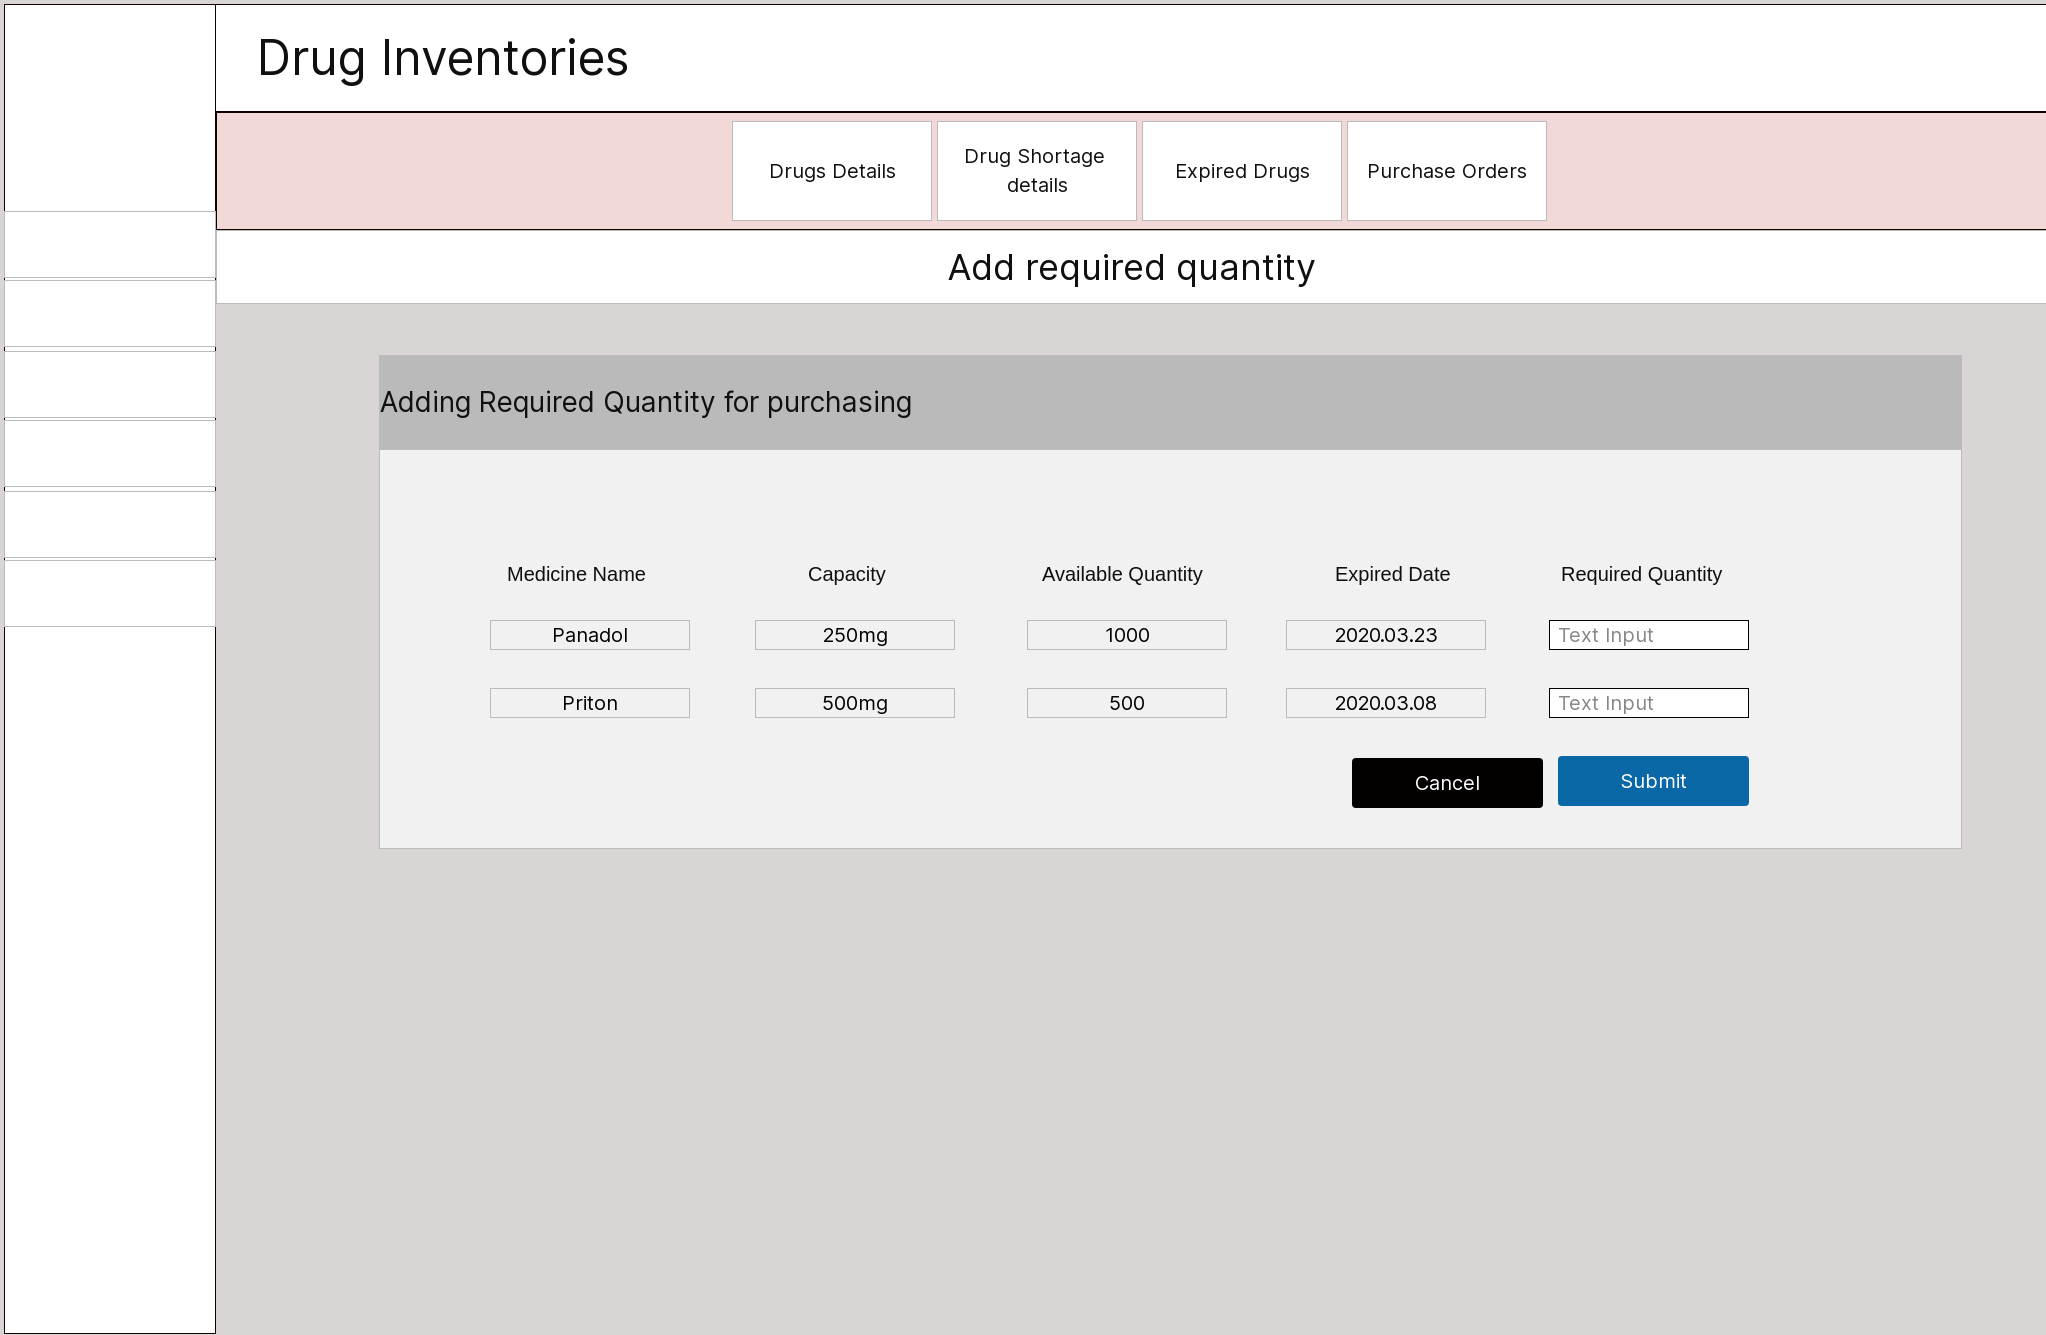 Drug Inventories
Drugs Details
Drug Shortage
details
Expired Drugs
Purchase Orders
Add required quantity
Adding Required Quantity for purchasing
Medicine Name Capacity Available Quantity Expired Date Required Quantity
Panadol 250mg 1000 2020.03.23 Text Input
Priton 500mg 500 2020.03.08 Text Input
Cancel Submit